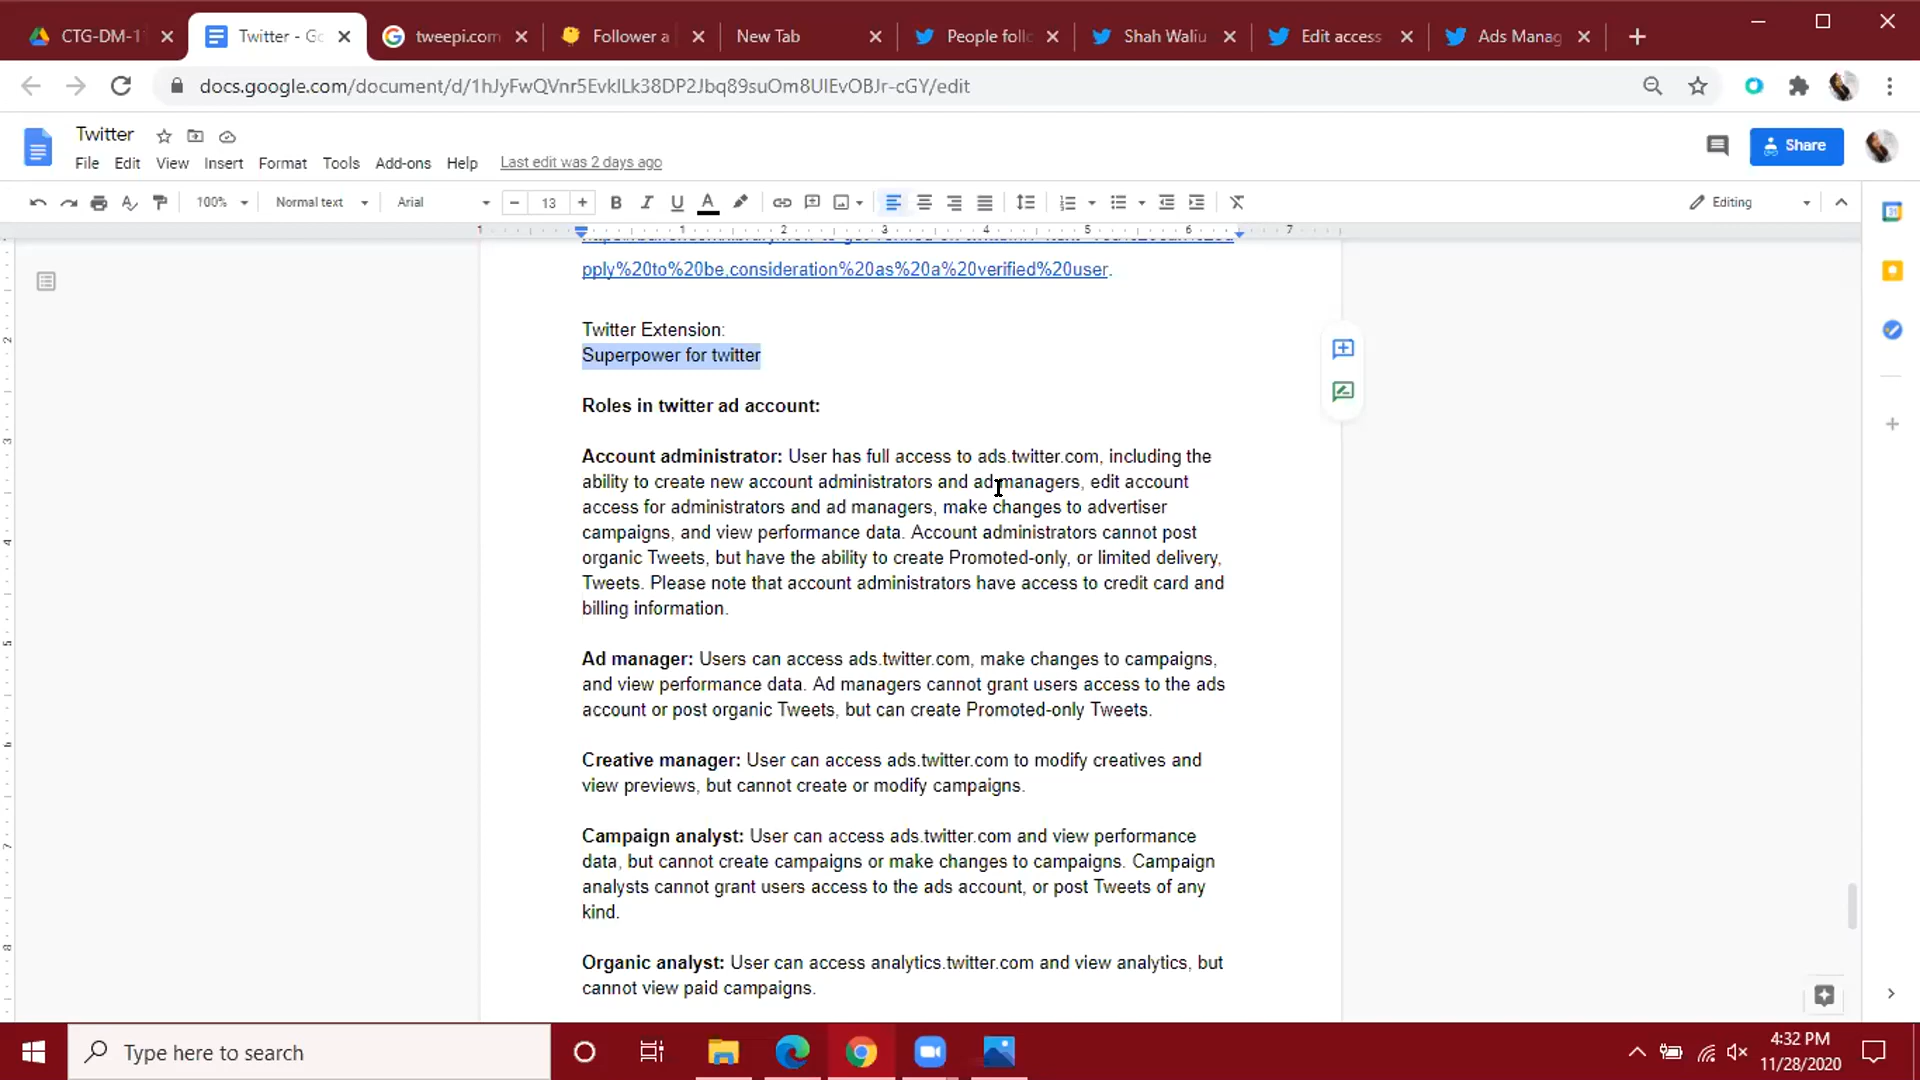 CTG-DM-1
Twitter - Go
tweepi.com
Follower a
New Tab
People foll
Shah Waliu
Edit access
Ads Manag
docs.google.com/document/d/1hJyFwQVnr5EvklLk38DP2Jbq89suOm8UlEvOBJr-cGY/edit
Twitter
File Edit View Insert Format Tools Add-ons Help Last edit was 2 days ago
Share
100% Normal text Arial 13 Editing
1 1 2 3 4 5 6 7
pply%20to%20be,consideration%20as%20a%20verified%20user.
Twitter Extension:
Superpower for twitter
Roles in twitter ad account:
Account administrator: User has full access to ads.twitter.com, including the
ability to create new account administrators and ad managers, edit account
access for administrators and ad managers, make changes to advertiser
campaigns, and view performance data. Account administrators cannot post
organic Tweets, but have the ability to create Promoted-only, or limited delivery,
Tweets. Please note that account administrators have access to credit card and
billing information.
Ad manager: Users can access ads.twitter.com, make changes to campaigns,
and view performance data. Ad managers cannot grant users access to the ads
account or post organic Tweets, but can create Promoted-only Tweets.
Creative manager: User can access ads.twitter.com to modify creatives and
view previews, but cannot create or modify campaigns.
Campaign analyst: User can access ads.twitter.com and view performance
data, but cannot create campaigns or make changes to campaigns. Campaign
analysts cannot grant users access to the ads account, or post Tweets of any
kind.
Organic analyst: User can access analytics.twitter.com and view analytics, but
cannot view paid campaigns.
Type here to search
4:32 PM
11/28/2020